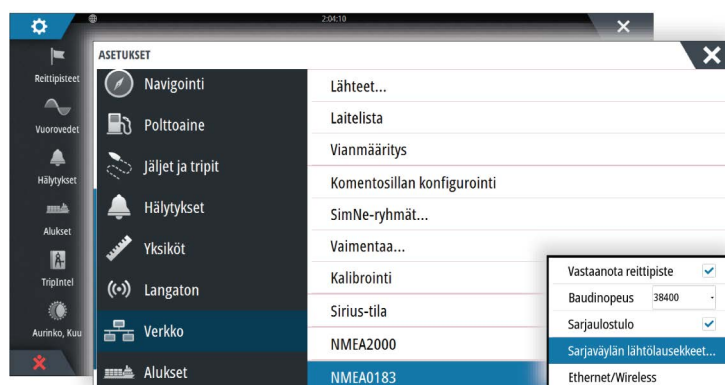 2:04:10
Reittipisteet
Vuorovedet
Hälytykset
Alukset
TripIntel
Aurinko, Kuu
ASETUKSET
Navigointi
Polttoaine
Jäljet ja tripit
Hälytykset
Yksiköt
Langaton
Verkko
Alukset
Lähteet...
Laitelista
Vianmääritys
Komentosillan konfigurointi
SimNe-ryhmät...
Vaimentaa...
Kalibrointi
Sirius-tila
NMEA2000
NMEA0183
Vastaanota reittipiste
Baudinopeus 38400
Sarjaulostulo
Sarjaväylän lähtölausekkeet...
Ethernet/Wireless